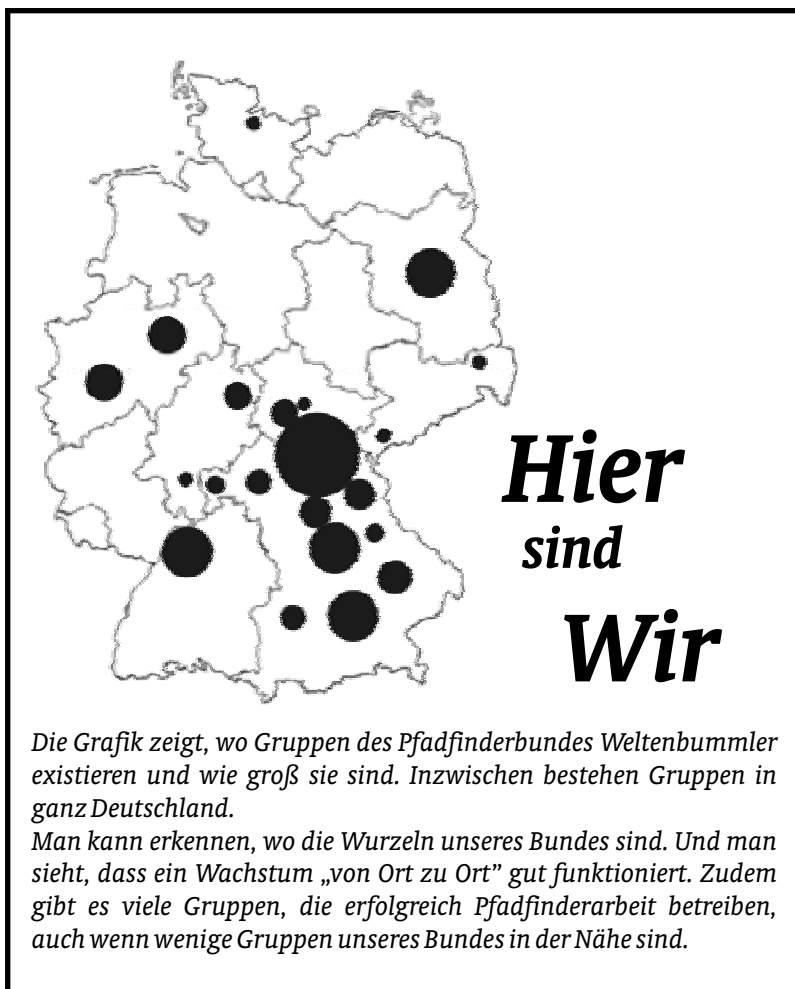 Hier
sind
Wir
Die Grafik zeigt, wo Gruppen des Pfadfinderbundes Weltenbummler
existieren und wie groß sie sind. Inzwischen bestehen Gruppen in
ganz Deutschland.
Man kann erkennen, wo die Wurzeln unseres Bundes sind. Und man
sieht, dass ein Wachstum „von Ort zu Ort” gut funktioniert. Zudem
gibt es viele Gruppen, die erfolgreich Pfadfinderarbeit betreiben,
auch wenn wenige Gruppen unseres Bundes in der Nähe sind.